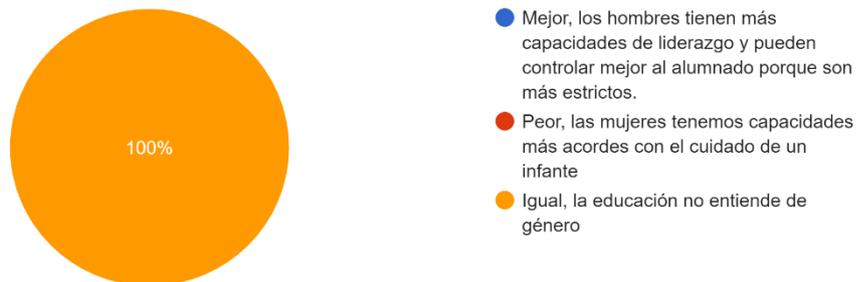 100%
Mejor, los hombres tienen más
capacidades de liderazgo y pueden
controlar mejor al alumnado porque son
más estrictos.
Peor, las mujeres tenemos capacidades
más acordes con el cuidado de un
infante
Igual, la educación no entiende de
género